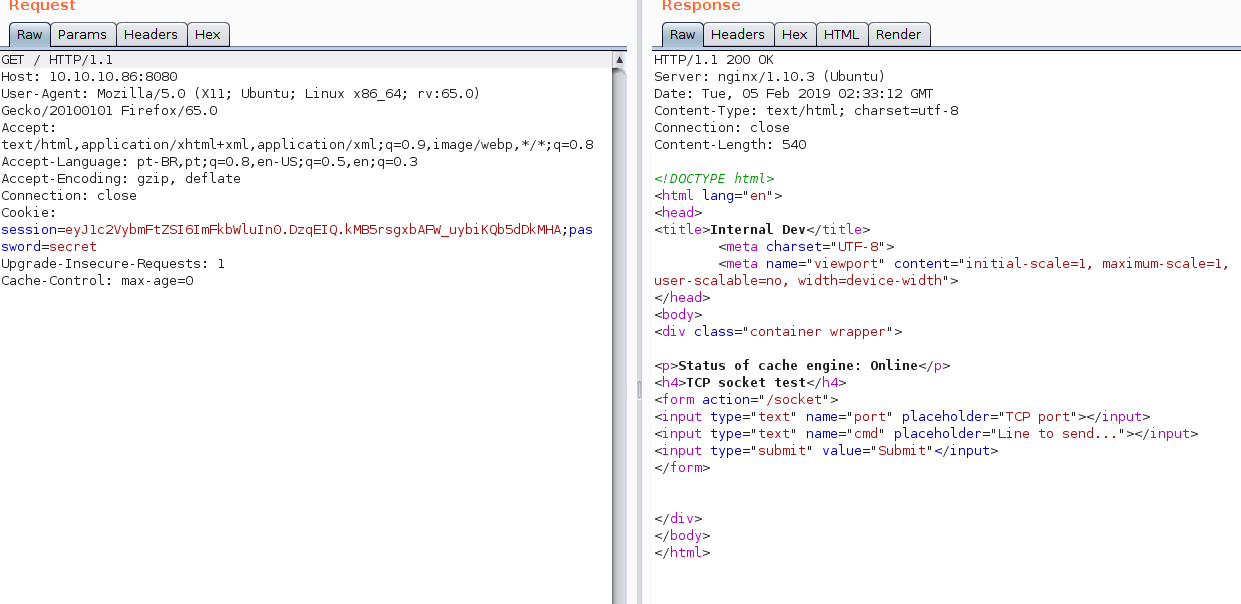 Request
Raw Params Headers Hex
GET / HTTP/1.1
Host: 10.10.10.86:8080
User-Agent: Mozilla/5.0 (X11; Ubuntu; Linux x86_64; rv:65.0)
Gecko/20100101 Firefox/65.0
Accept:
text/html,application/xhtml+xml,application/xml;q=0.9,image/webp,*/*;q=0.8
Accept-Language: pt-BR,pt;q=0.8,en-US;q=0.5,en;q=0.3
Accept-Encoding: gzip, deflate
Connection: close
Cookie:
session=eyJ1c2VybmFtZSI6ImFkbWluIn0.DzqEIQ.kMB5rsgxbAFW_uybiKQb5dDkMHA;pas
sword=secret
Upgrade-Insecure-Requests: 1
Cache-Control: max-age=0
Response
Raw Headers Hex HTML Render
HTTP/1.1 200 OK
Server: nginx/1.10.3 (Ubuntu)
Date: Tue, 05 Feb 2019 02:33:12 GMT
Content-Type: text/html; charset=utf-8
Connection: close
Content-Length: 540
<!DOCTYPE html>
<html lang="en">
<head>
<title>Internal Dev</title>
<meta charset="UTF-8">
<meta name="viewport" content="initial-scale=1, maximum-scale=1,
user-scalable=no, width=device-width">
</head>
<body>
<div class="container wrapper">
<p>Status of cache engine: Online</p>
<h4>TCP socket test</h4>
<form action="/socket">
<input type="text" name="port" placeholder="TCP port"></input>
<input type="text" name="cmd" placeholder="Line to send..."></input>
<input type="submit" value="Submit"</input>
</form>
</div>
</body>
</html>